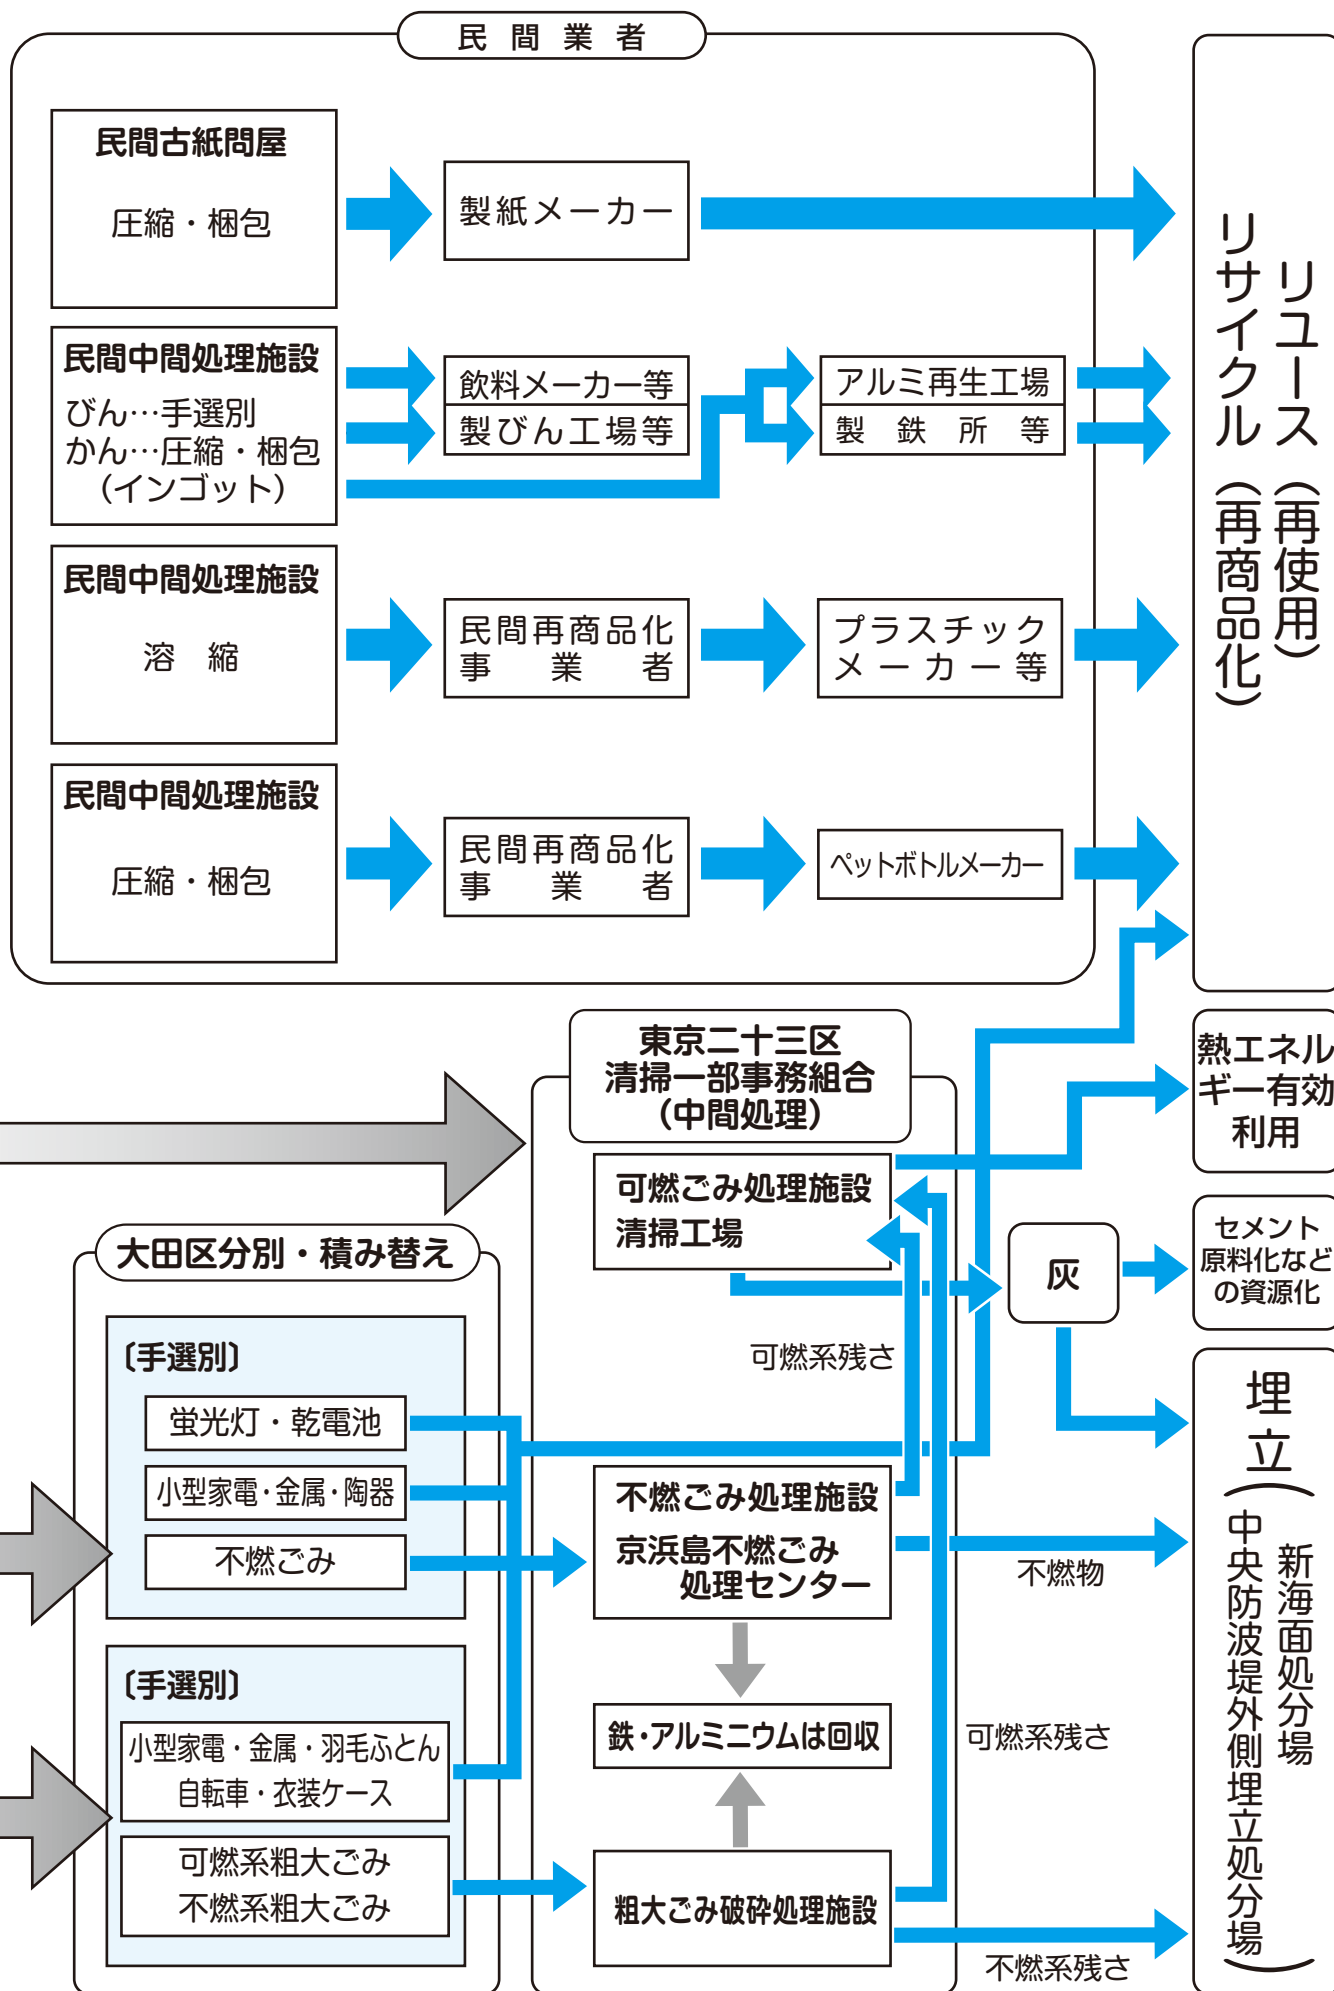 民間業者
民間古紙問屋
圧縮・梱包
製紙メーカー
民間中間処理施設
びん…手選別
かん…圧縮・梱包
（インゴット）
飲料メーカー等
製びん工場等
アルミ再生工場
製鉄所等
民間中間処理施設
溶縮
民間再商品化
事業者
プラスチック
メーカー等
民間中間処理施設
圧縮・梱包
民間再商品化
事業者
ペットボトルメーカー
リユース（再使用）
リサイクル（再商品化）
東京二十三区
清掃一部事務組合
（中間処理）
可燃ごみ処理施設
清掃工場
熱エネル
ギー有効
利用
灰
セメント
原料化など
の資源化
可燃系残さ
大田区分別・積み替え
〔手選別〕
蛍光灯・乾電池
小型家電・金属・陶器
不燃ごみ
不燃ごみ処理施設
京浜島不燃ごみ
処理センター
不燃物
鉄・アルミニウムは回収
可燃系残さ
〔手選別〕
小型家電・金属・羽毛ふとん
自転車・衣装ケース
可燃系粗大ごみ
不燃系粗大ごみ
粗大ごみ破砕処理施設
不燃系残さ
埋立
（新海面処分場
中央防波堤外側埋立処分場）